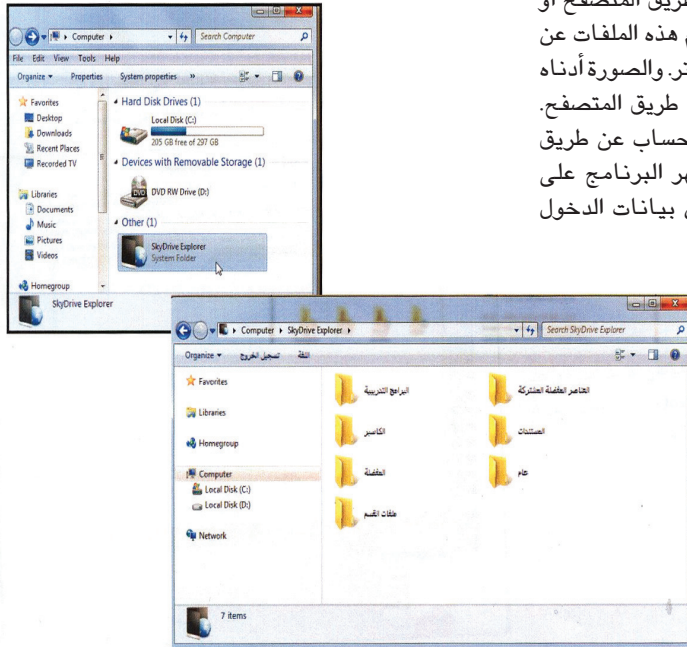 طريق المتصفح أو
هذه الملفات عن
تر. والصورة أدناه
طريق المتصفح.
حساب عن طريق
هر البرنامج على
بيانات الدخول
Computer
Search Computer
File Edit View Tools Help
Organize Properties System properties »
Favorites
Desktop
Downloads
Recent Places
Recorded TV
Libraries
Documents
Music
Pictures
Videos
Homegroup
Hard Disk Drives (1)
Local Disk (C:)
205 GB free of 297 GB
Devices with Removable Storage (1)
DVD
DVD RW Drive (D:)
Other (1)
SkyDrive Explorer
System Folder
SkyDrive Explorer
Computer SkyDrive Explorer
Search SkyDrive Explorer
Organize تسجيل الخروج اللغة
Favorites
Libraries
Homegroup
Computer
Local Disk (C:)
Local Disk (D:)
Network
البرامج التدريبية
العناصر المفضلة المشتركة
المستندات
المفضلة
عام
ملفات القسم
7 items